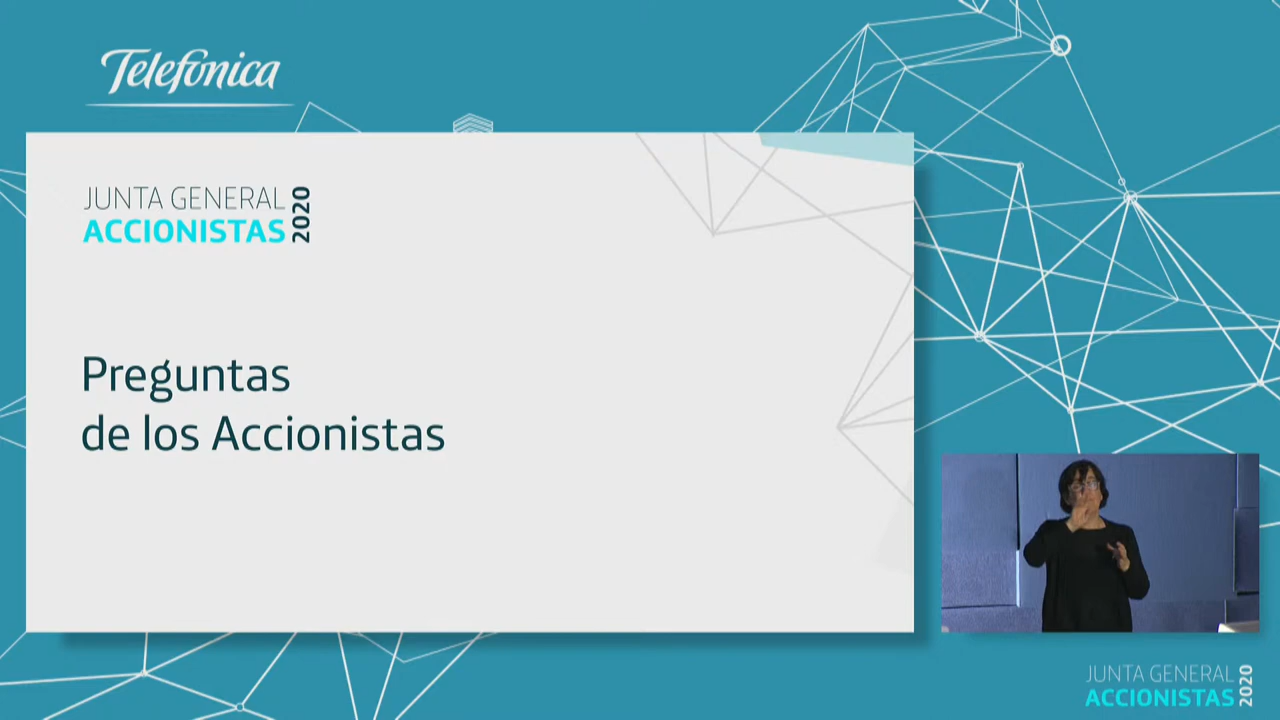 Telefónica
JUNTA GENERAL
ACCIONISTAS
2020
Preguntas
de los Accionistas
JUNTA GENERAL
ACCIONISTAS
2020